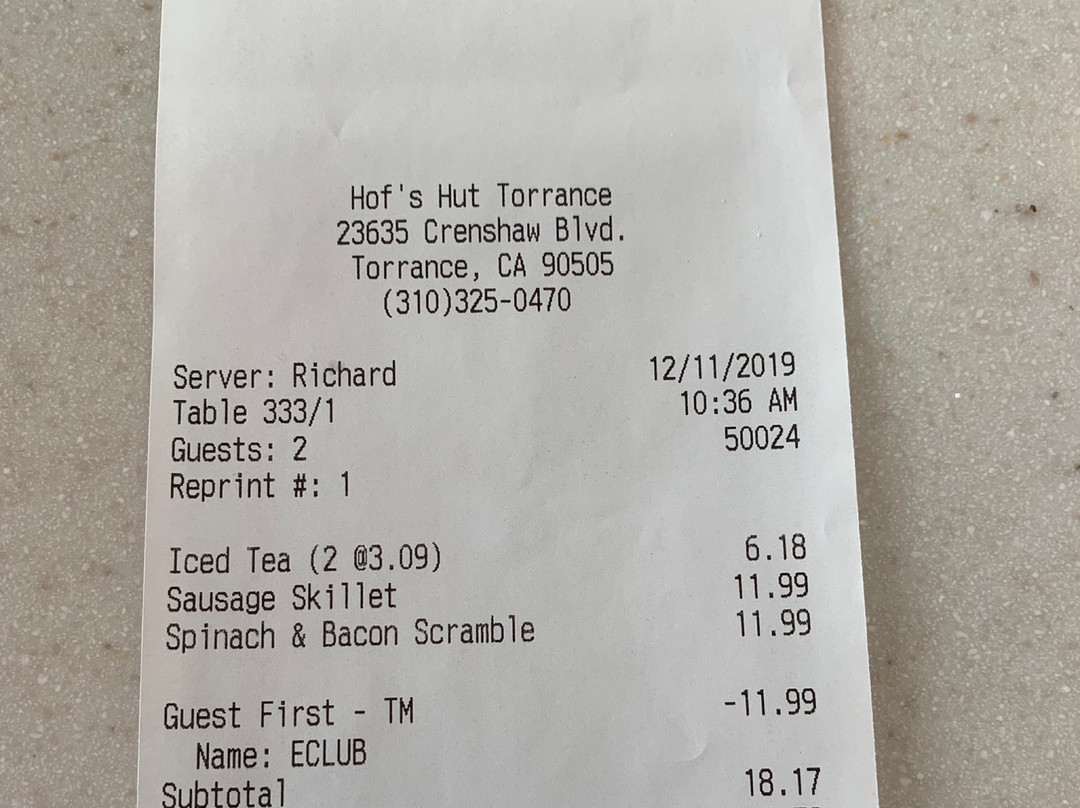 Hof's Hut Torrance
23635 Crenshaw Blvd.
Torrance, CA 90505
(310)325-0470
Server: Richard 12/11/2019
Table 333/1 10:36 AM
Guests: 2 50024
Reprint #: 1
Iced Tea (2 @3.09) 6.18
Sausage Skillet 11.99
Spinach & Bacon Scramble 11.99
Guest First - TM -11.99
Name: ECLUB
Subtotal 18.17